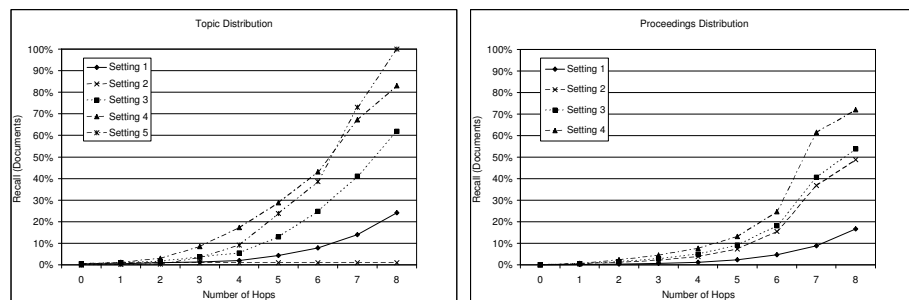 Topic Distribution
100%
90%
80%
70%
60%
50%
40%
30%
20%
10%
0%
Recall (Documents)
Setting 1
Setting 2
Setting 3
Setting 4
Setting 5
0 1 2 3 4 5 6 7 8
Number of Hops
Proceedings Distribution
100%
90%
80%
70%
60%
50%
40%
30%
20%
10%
0%
Recall (Documents)
Setting 1
Setting 2
Setting 3
Setting 4
0 1 2 3 4 5 6 7 8
Number of Hops